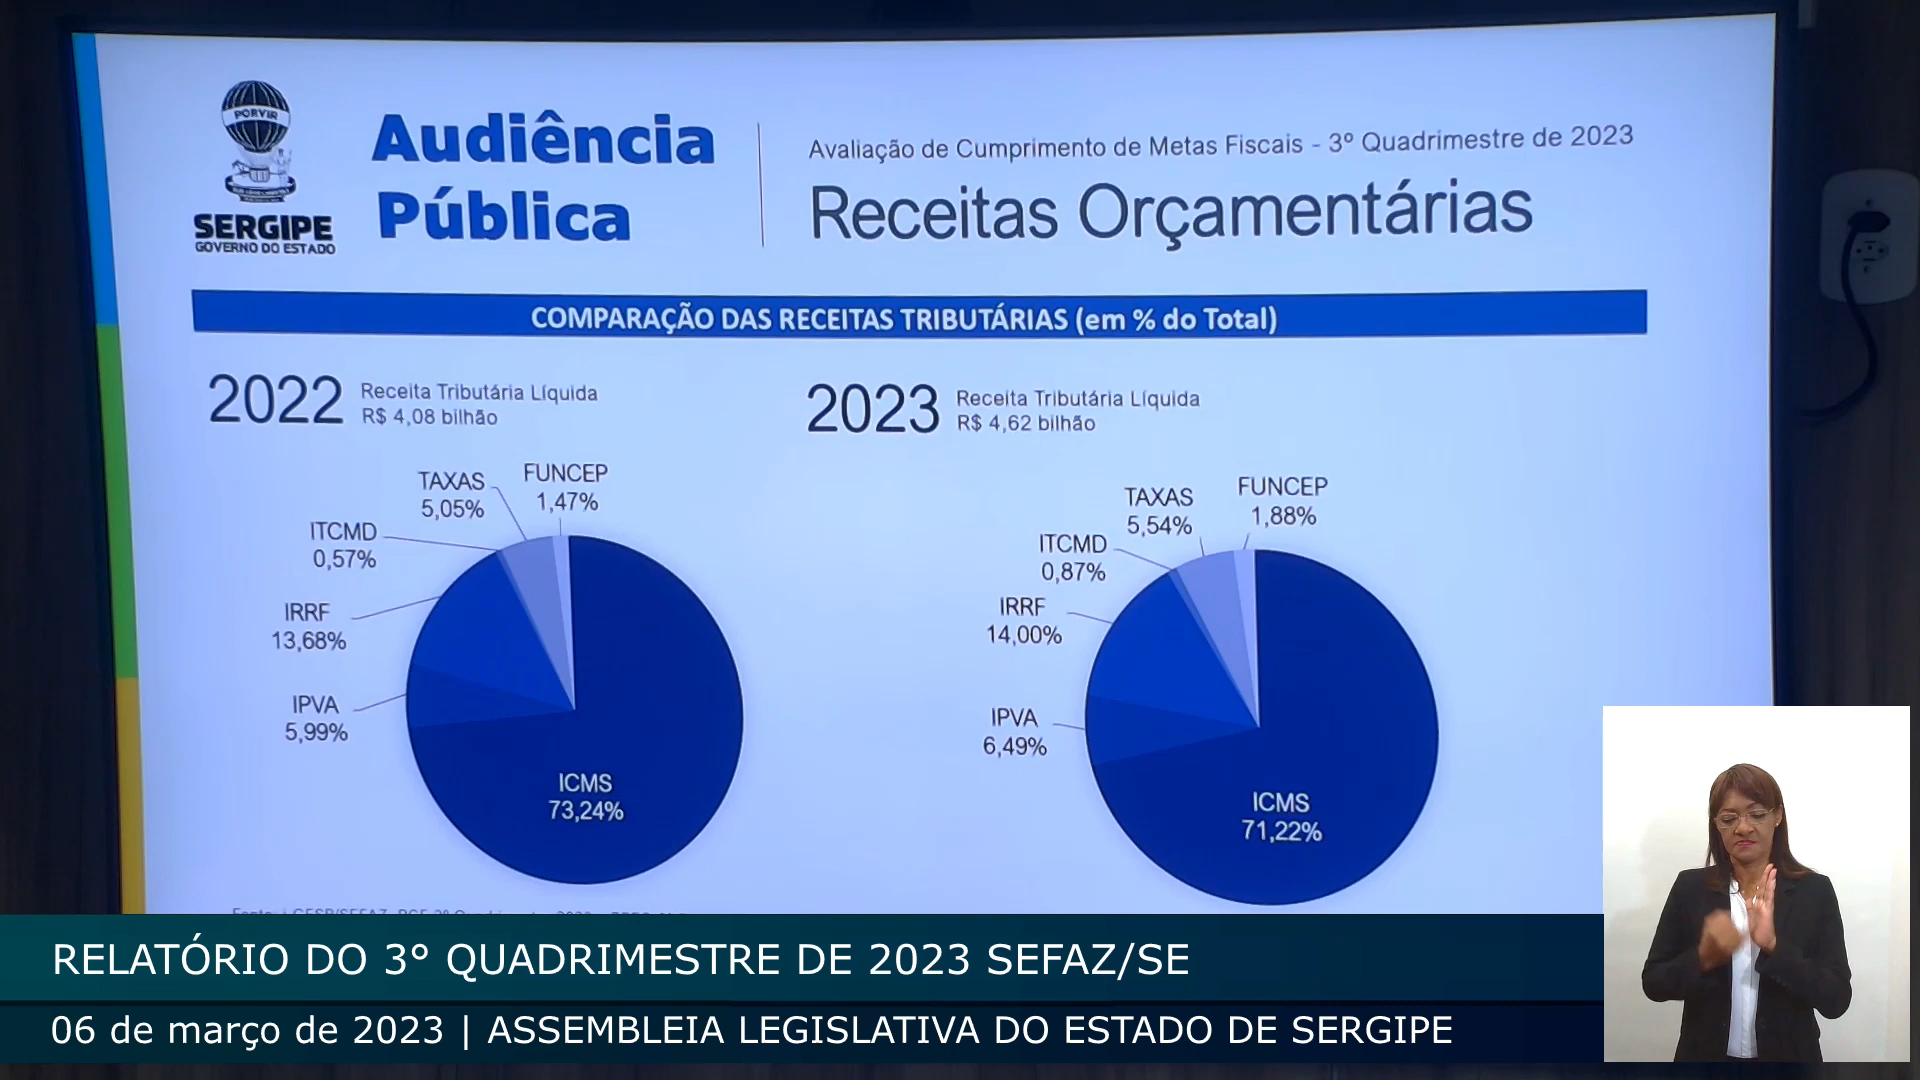 PORVIR
SERGIPE
GOVERNO DO ESTADO
Audiência
Pública
Avaliação de Cumprimento de Metas Fiscais - 3º Quadrimestre de 2023
Receitas Orçamentárias
COMPARAÇÃO DAS RECEITAS TRIBUTÁRIAS (em % do Total)
2022
Receita Tributária Líquida
R$ 4,08 bilhão
TAXAS
5,05%
FUNCEP
1,47%
ITCMD
0,57%
IRRF
13,68%
IPVA
5,99%
ICMS
73,24%
2023
Receita Tributária Líquida
R$ 4,62 bilhão
TAXAS
5,54%
FUNCEP
1,88%
ITCMD
0,87%
IRRF
14,00%
IPVA
6,49%
ICMS
71,22%
RELATÓRIO DO 3° QUADRIMESTRE DE 2023 SEFAZ/SE
06 de março de 2023 | ASSEMBLEIA LEGISLATIVA DO ESTADO DE SERGIPE